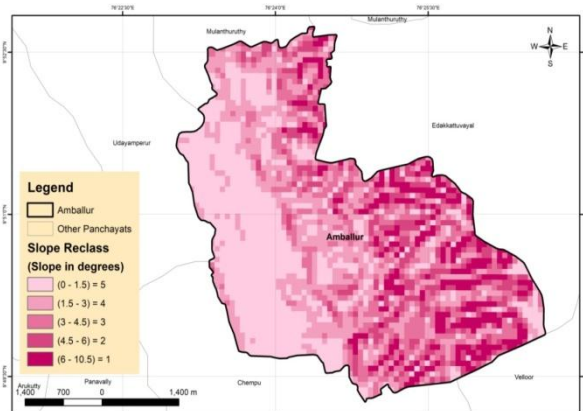 76°22'30"E
76°24'0"E
76°25'30"E
Mulanthuruthy
Mulanthuruthy
N
W E
S
Edakkattuvayal
Udayamperur
Legend
Amballur
Other Panchayats
Slope Reclass
(Slope in degrees)
(0 - 1.5) = 5
(1.5 - 3) = 4
(3 - 4.5) = 3
(4.5 - 6) = 2
(6 - 10.5) = 1
Amballur
Arukutty
Panavally
Chempu
Velloor
1,400 700 0 1,400 m